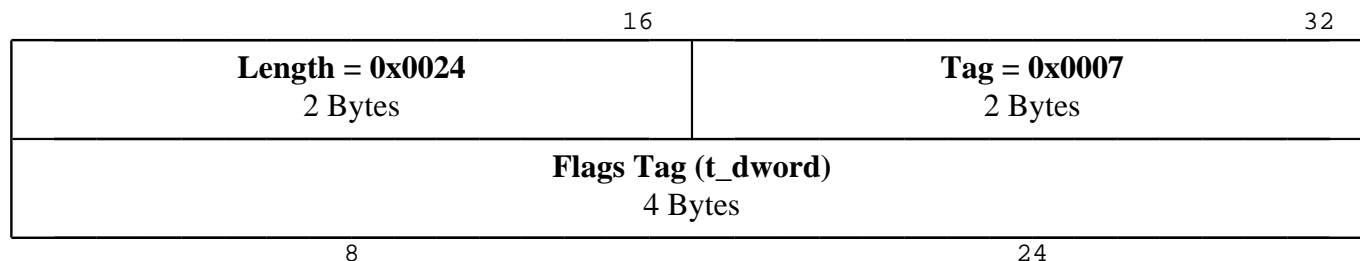 16 32
Length = 0x0024 Tag = 0x0007
2 Bytes 2 Bytes
Flags Tag (t_dword)
4 Bytes
8 24